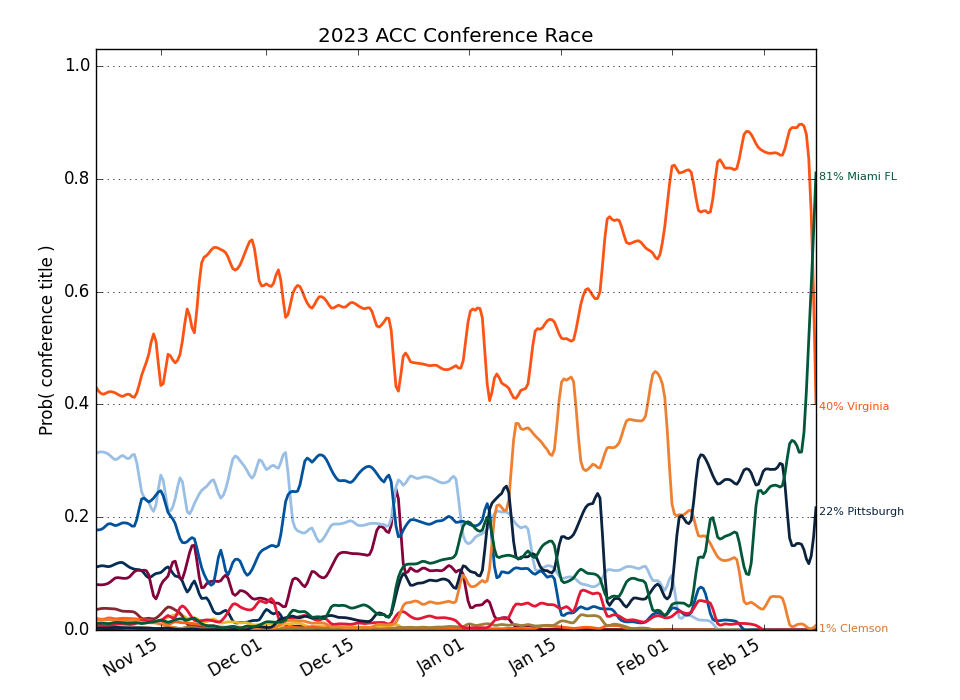 2023 ACC Conference Race
Prob( conference title )
1.0
0.8
0.6
0.4
0.2
0.0
Nov 15
Dec 01
Dec 15
Jan 01
Jan 15
Feb 01
Feb 15
81% Miami FL
40% Virginia
22% Pittsburgh
1% Clemson